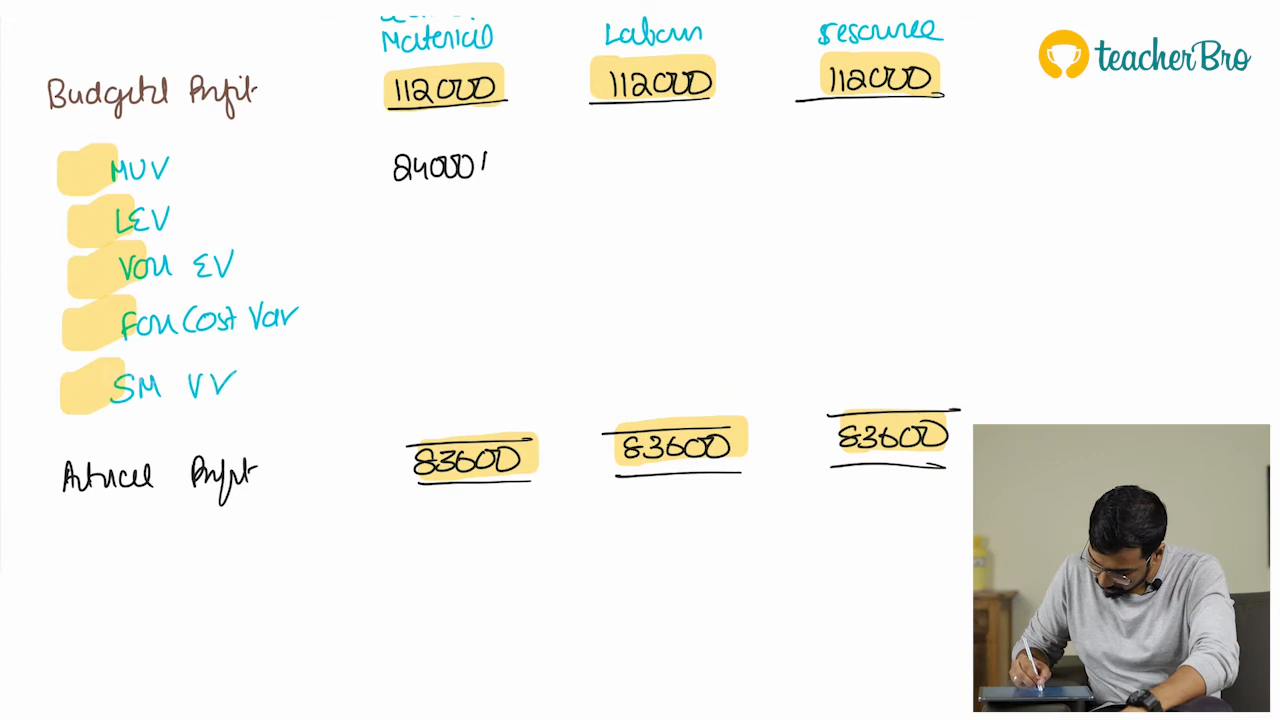 Material Labour resource
teacherBro
Budgeted Profit 112000 112000 112000
MUV 24000
LEV
VOH EV
FOH Cost Var
SM VV
Actual Profit 83600 83600 83600